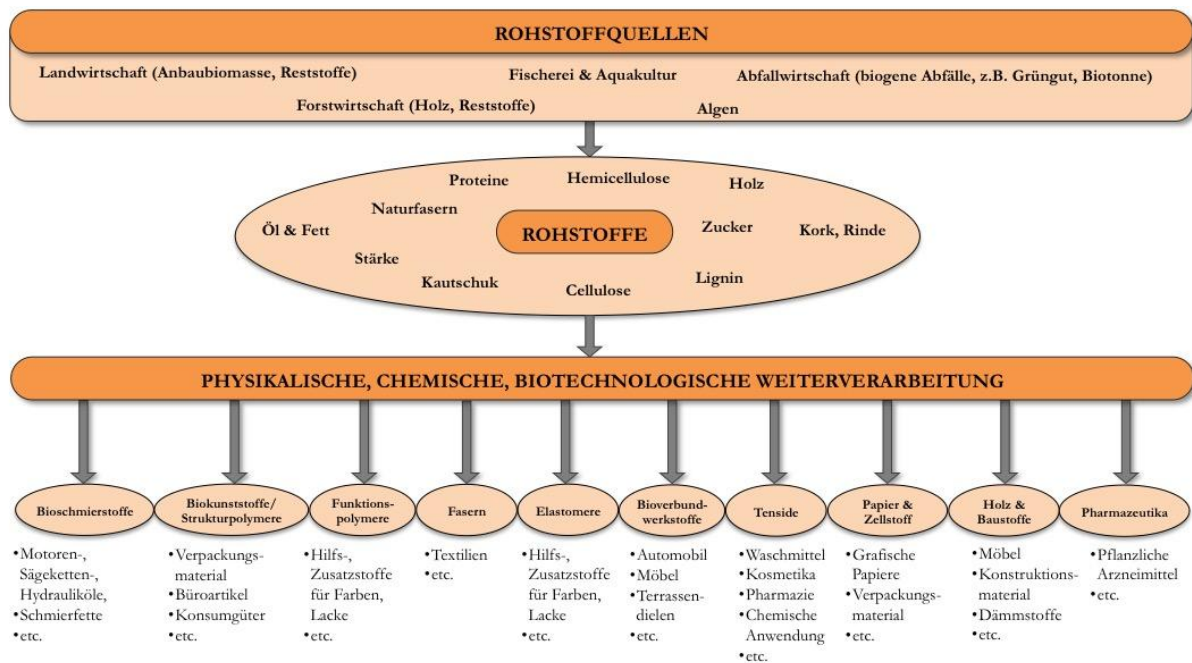 ROHSTOFFQUELLEN
Landwirtschaft (Anbaubiomasse, Reststoffe)
Fischerei & Aquakultur
Abfallwirtschaft (biogene Abfälle, z.B. Grüngut, Biotonne)
Forstwirtschaft (Holz, Reststoffe)
Algen
Proteine
Hemicellulose
Holz
Naturfasern
Öl & Fett
ROHSTOFFE
Zucker
Kork, Rinde
Stärke
Kautschuk
Cellulose
Lignin
PHYSIKALISCHE, CHEMISCHE, BIOTECHNOLOGISCHE WEITERVERARBEITUNG
Bioschmierstoffe
•Motoren-,
Sägeketten-,
Hydrauliköle,
•Schmierfette
•etc.
Biokunststoffe/
Strukturpolymere
•Verpackungs-
material
•Büroartikel
•Konsumgüter
•etc.
Funktions-
polymere
•Hilfs-,
Zusatzstoffe
für Farben,
Lacke
•etc.
Fasern
•Textilien
•etc.
Elastomere
•Hilfs-,
Zusatzstoffe
für Farben,
Lacke
•etc.
Bioverbund-
werkstoffe
•Automobil
•Möbel
•Terrassen-
dielen
•etc.
Tenside
•Waschmittel
•Kosmetika
•Pharmazie
•Chemische
Anwendung
•etc.
Papier &
Zellstoff
•Grafische
Papiere
•Verpackungs-
material
•etc.
Holz &
Baustoffe
•Möbel
•Konstruktions-
material
•Dämmstoffe
•etc.
Pharmazeutika
•Pflanzliche
Arzneimittel
•etc.